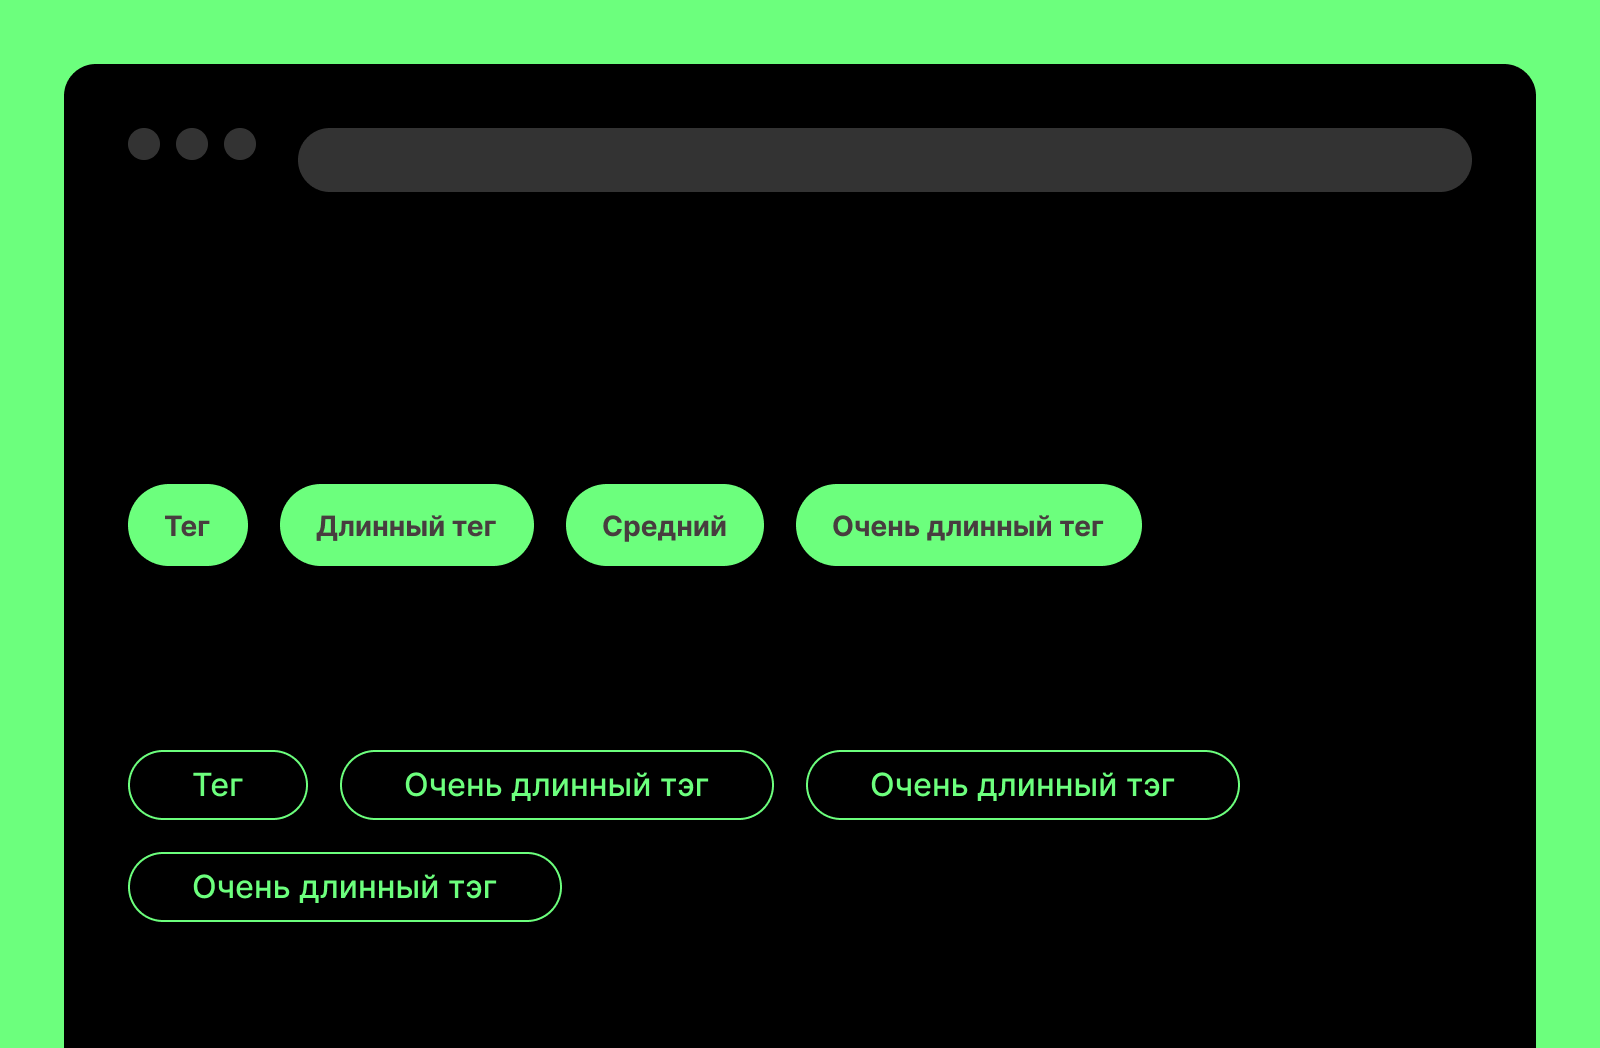 Тег Длинный тег Средний Очень длинный тег
Тег Очень длинный тэг Очень длинный тэг
Очень длинный тэг